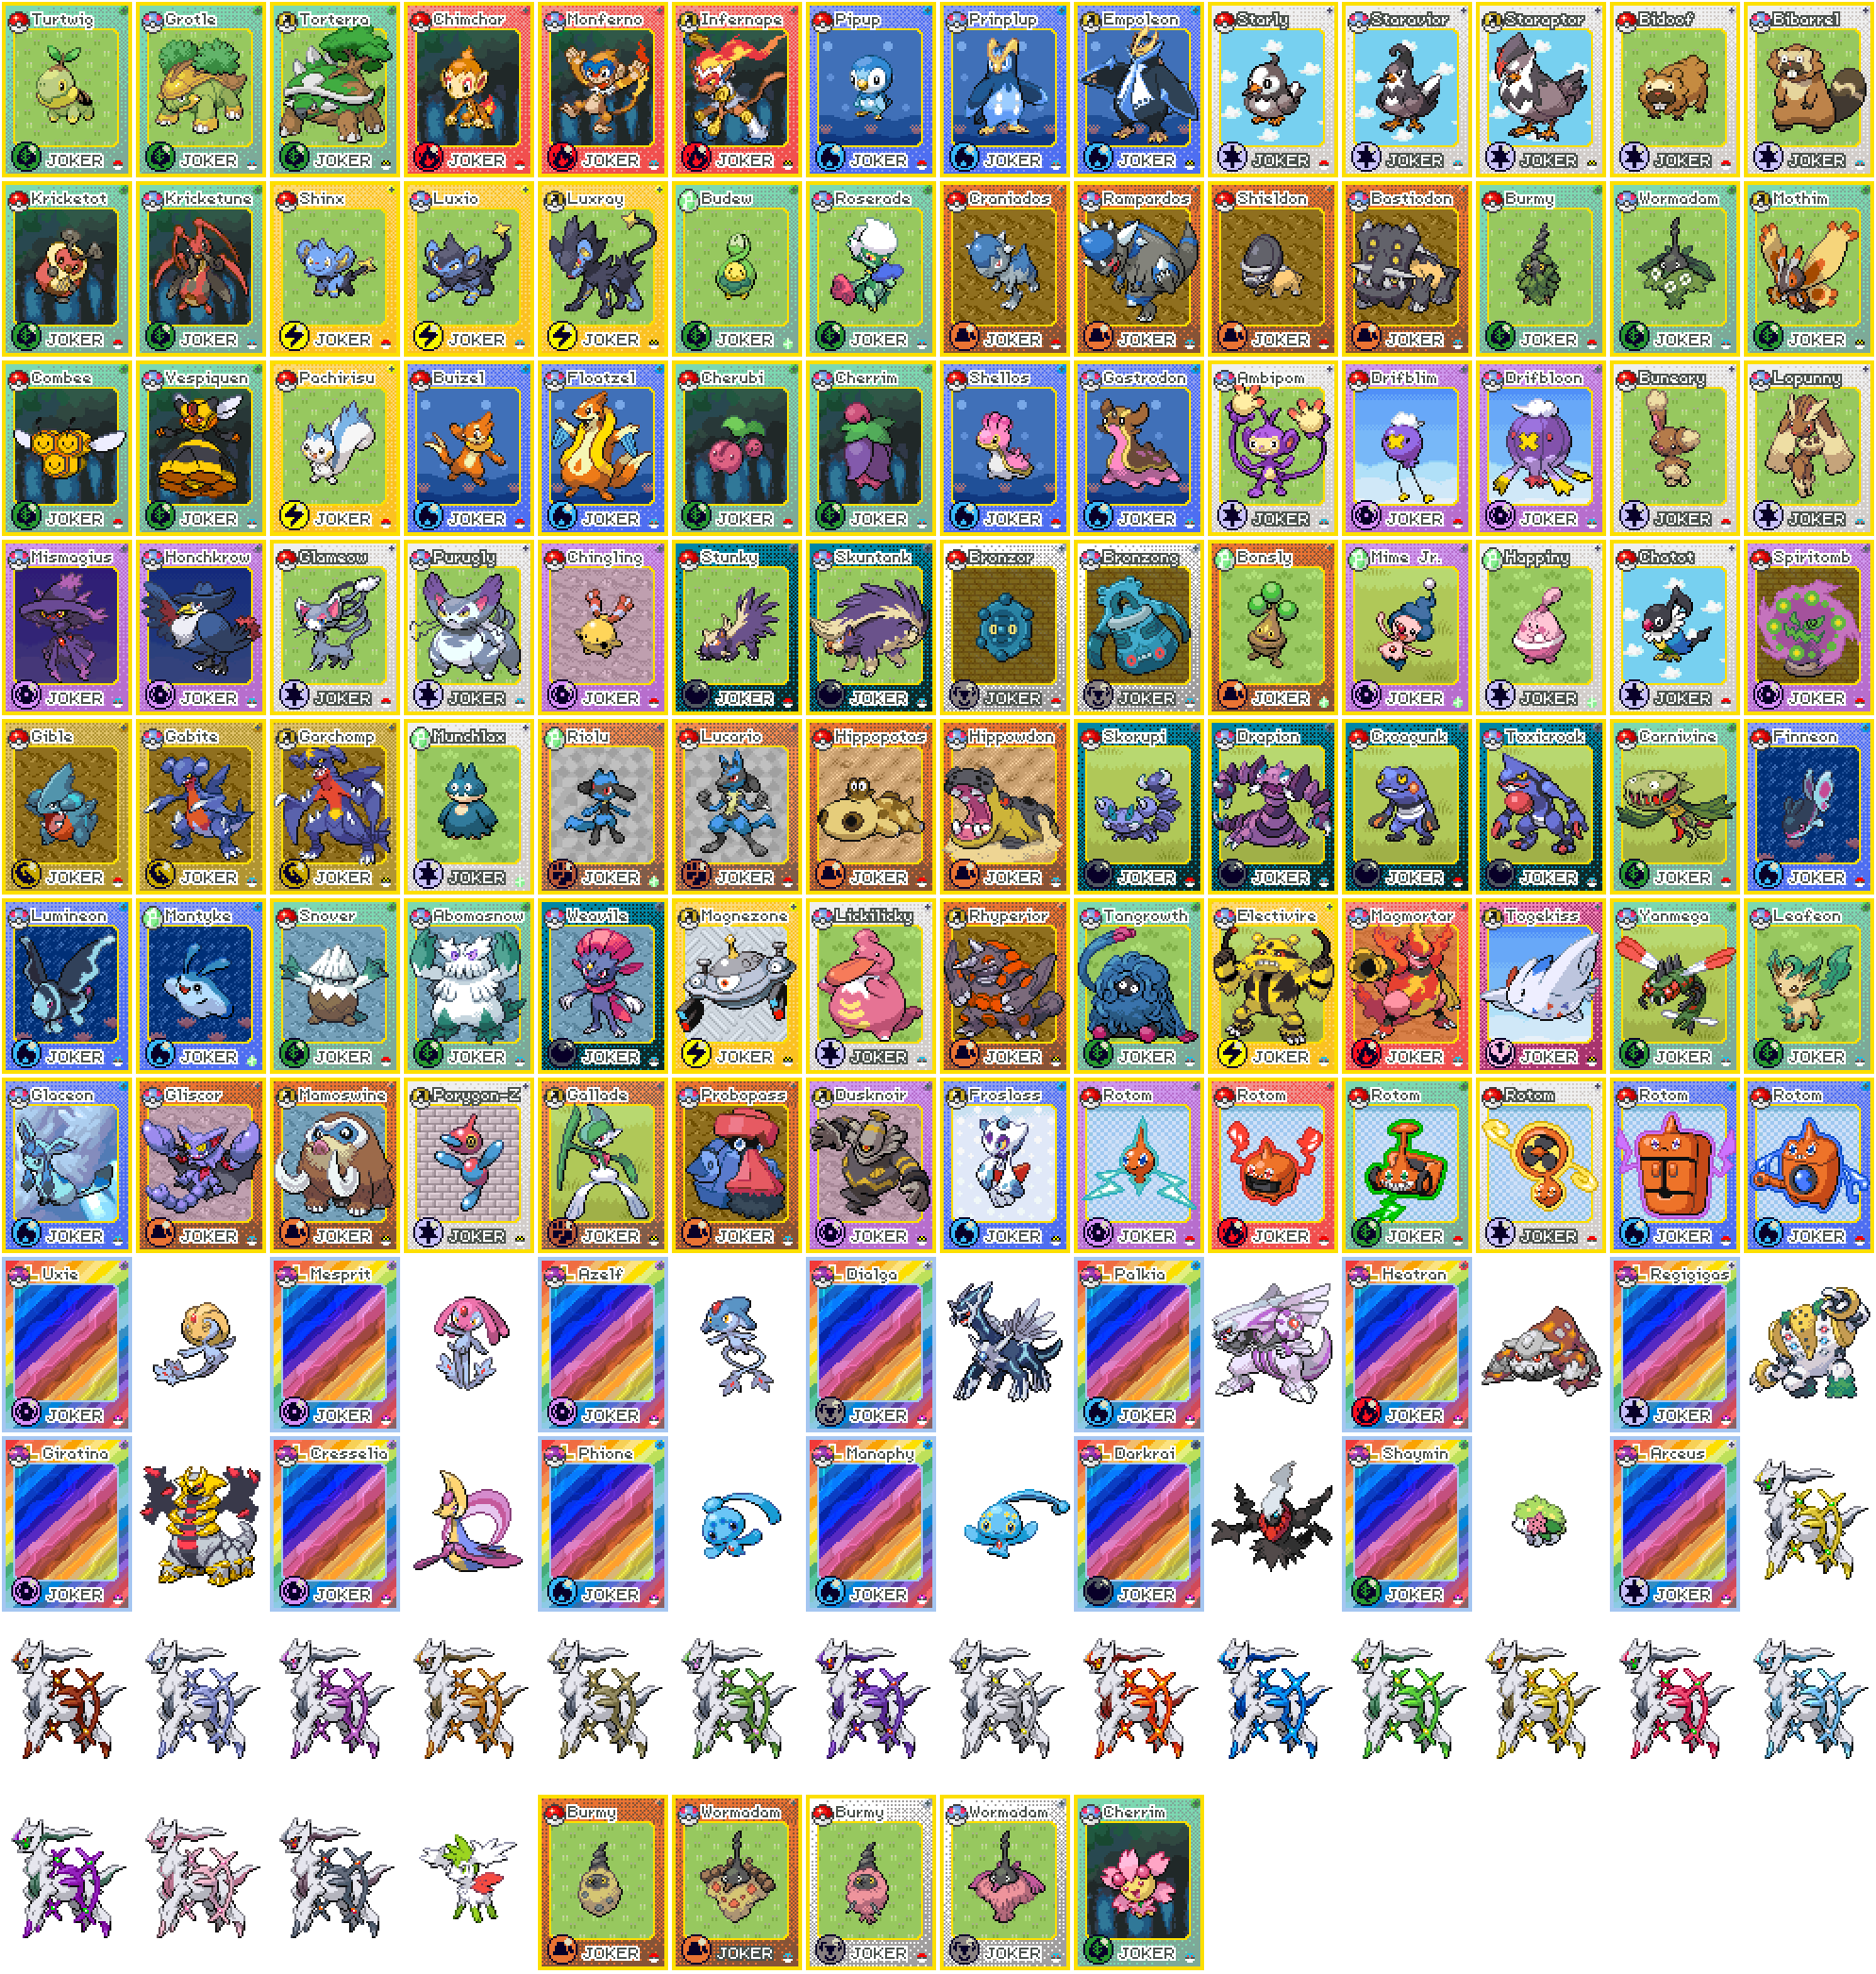 Turtwig Grotle Torterra Chimchar Monferno Infernape Pipup Prinplup Empoleon Starly Staravior Staraptor Bidoof Bibarrel
JOKER JOKER JOKER JOKER JOKER JOKER JOKER JOKER JOKER JOKER JOKER JOKER JOKER JOKER
Kricketot Kricketune Shinx Luxio Luxray Budew Roserade Craniados Rampardos Shieldon Bastiodon Burmy Wormadam Mothim
JOKER JOKER JOKER JOKER JOKER JOKER JOKER JOKER JOKER JOKER JOKER JOKER JOKER JOKER
Combee Vespiquen Pachirisu Buizel Floatzel Cherubi Cherrim Shellos Gastrodon Ambipom Drifblim Drifbloon Buneary Lopunny
JOKER JOKER JOKER JOKER JOKER JOKER JOKER JOKER JOKER JOKER JOKER JOKER JOKER JOKER
Mismagius Honchkrow Glameow Purugly Chingling Stunky Skuntank Bronzor Bronzong Bonsly Mime Jr. Happiny Chatot Spiritomb
JOKER JOKER JOKER JOKER JOKER JOKER JOKER JOKER JOKER JOKER JOKER JOKER JOKER JOKER
Gible Gabite Garchomp Munchlax Riolu Lucario Hippopotas Hippowdon Skorupi Drapion Croagunk Toxicroak Carnivine Finneon
JOKER JOKER JOKER JOKER JOKER JOKER JOKER JOKER JOKER JOKER JOKER JOKER JOKER JOKER
Lumineon Mantyke Snover Abomasnow Weavile Magnezone Lickilicky Rhyperior Tangrowth Electivire Magmortar Togekiss Yanmega Leafeon
JOKER JOKER JOKER JOKER JOKER JOKER JOKER JOKER JOKER JOKER JOKER JOKER JOKER JOKER
Glaceon Gliscor Mamoswine Porygon-Z Gallade Probopass Dusknoir Froslass Rotom Rotom Rotom Rotom Rotom Rotom
JOKER JOKER JOKER JOKER JOKER JOKER JOKER JOKER JOKER JOKER JOKER JOKER JOKER JOKER
Uxie Mesprit Azelf Dialga Palkia Heatran Regigigas
JOKER JOKER JOKER JOKER JOKER JOKER JOKER
Giratina Cresselia Phione Manaphy Darkrai Shaymin Arceus
JOKER JOKER JOKER JOKER JOKER JOKER JOKER
Burmy Wormadam Burmy Wormadam Cherrim
JOKER JOKER JOKER JOKER JOKER